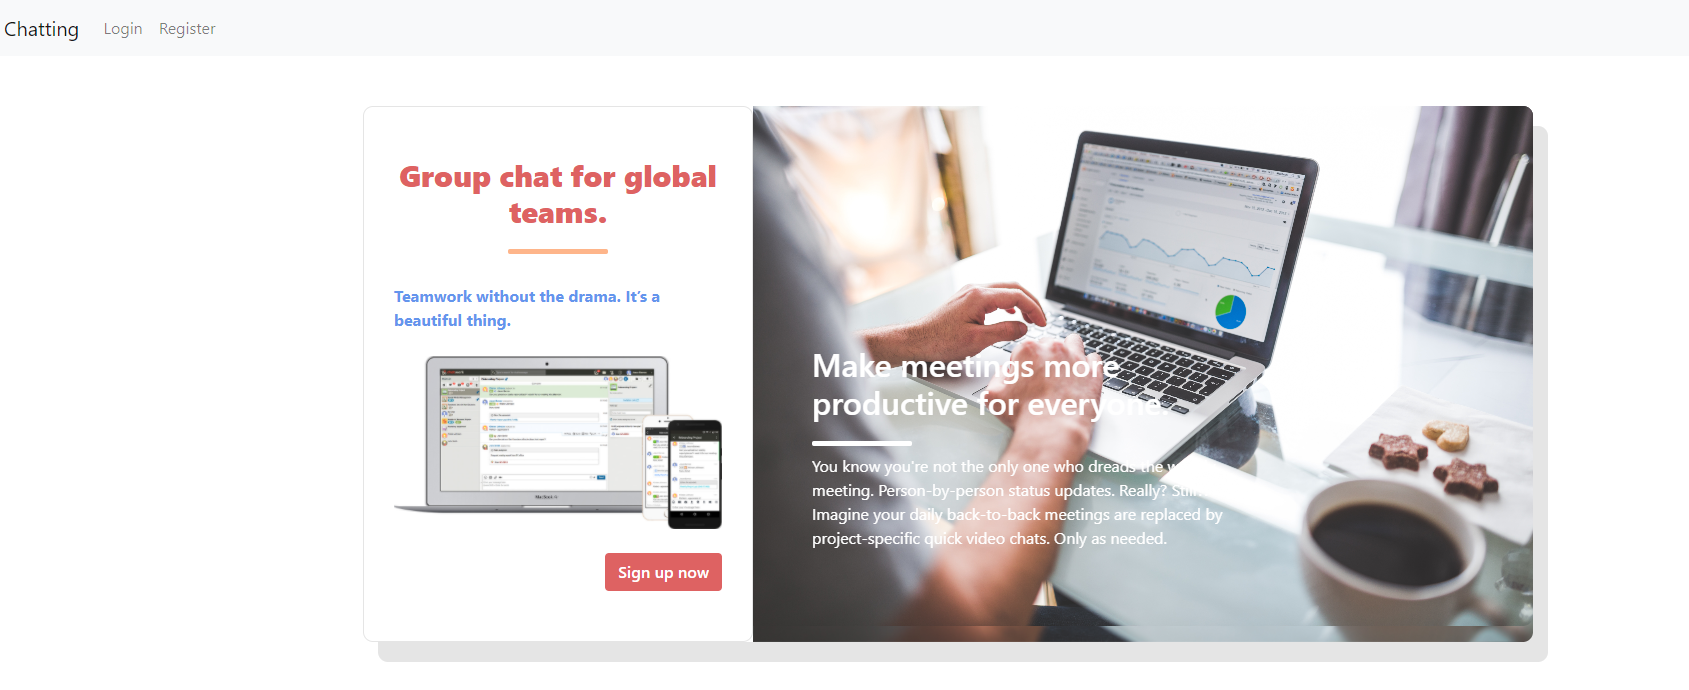 Chatting Login Register
Group chat for global
teams.
Teamwork without the drama. It's a
beautiful thing.
MacBook Air
Sign up now
Make meetings more
productive for everyone.
You know you're not the only one who dreads the
meeting. Person-by-person status updates. Really?
Imagine your daily back-to-back meetings are replaced by
project-specific quick video chats. Only as needed.